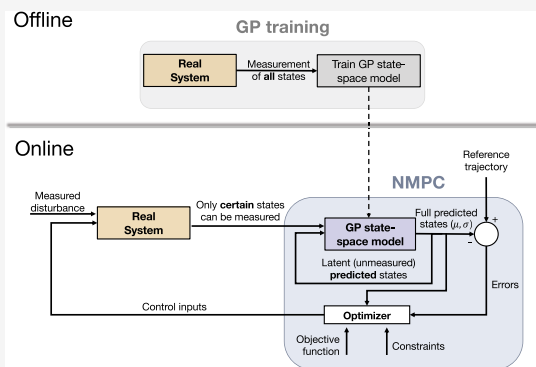 Offline
GP training
Real
System
Measurement
of all states
Train GP state-
space model
Online
Reference
trajectory
NMPC
Measured
disturbance
Only certain states
can be measured
Real
System
GP state-
space model
Full predicted
states (μ, σ)
+
-
Latent (unmeasured)
predicted states
Errors
Control inputs
Optimizer
Objective
function
Constraints